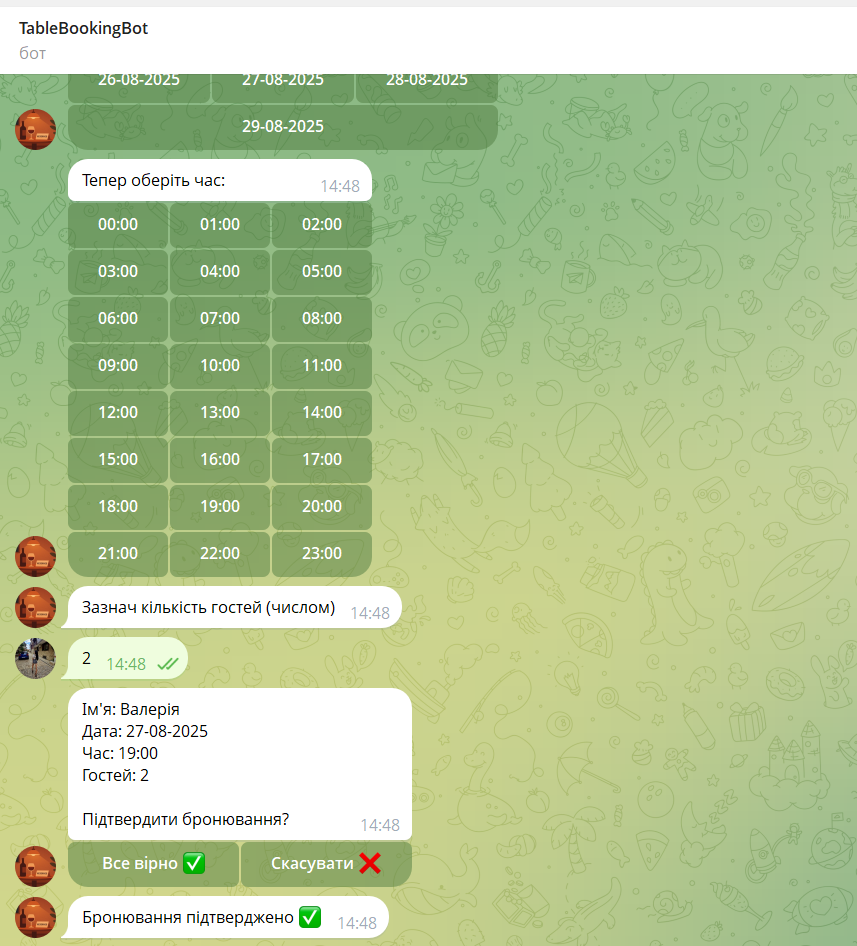 TableBookingBot
бот
26-08-2025 27-08-2025 28-08-2025
29-08-2025
Тепер оберіть час: 14:48
00:00 01:00 02:00
03:00 04:00 05:00
06:00 07:00 08:00
09:00 10:00 11:00
12:00 13:00 14:00
15:00 16:00 17:00
18:00 19:00 20:00
21:00 22:00 23:00
Зазнач кількість гостей (числом) 14:48
2 14:48
Ім'я: Валерія
Дата: 27-08-2025
Час: 19:00
Гостей: 2
Підтвердити бронювання? 14:48
Все вірно ✅ Скасувати ❌
Бронювання підтверджено ✅ 14:48